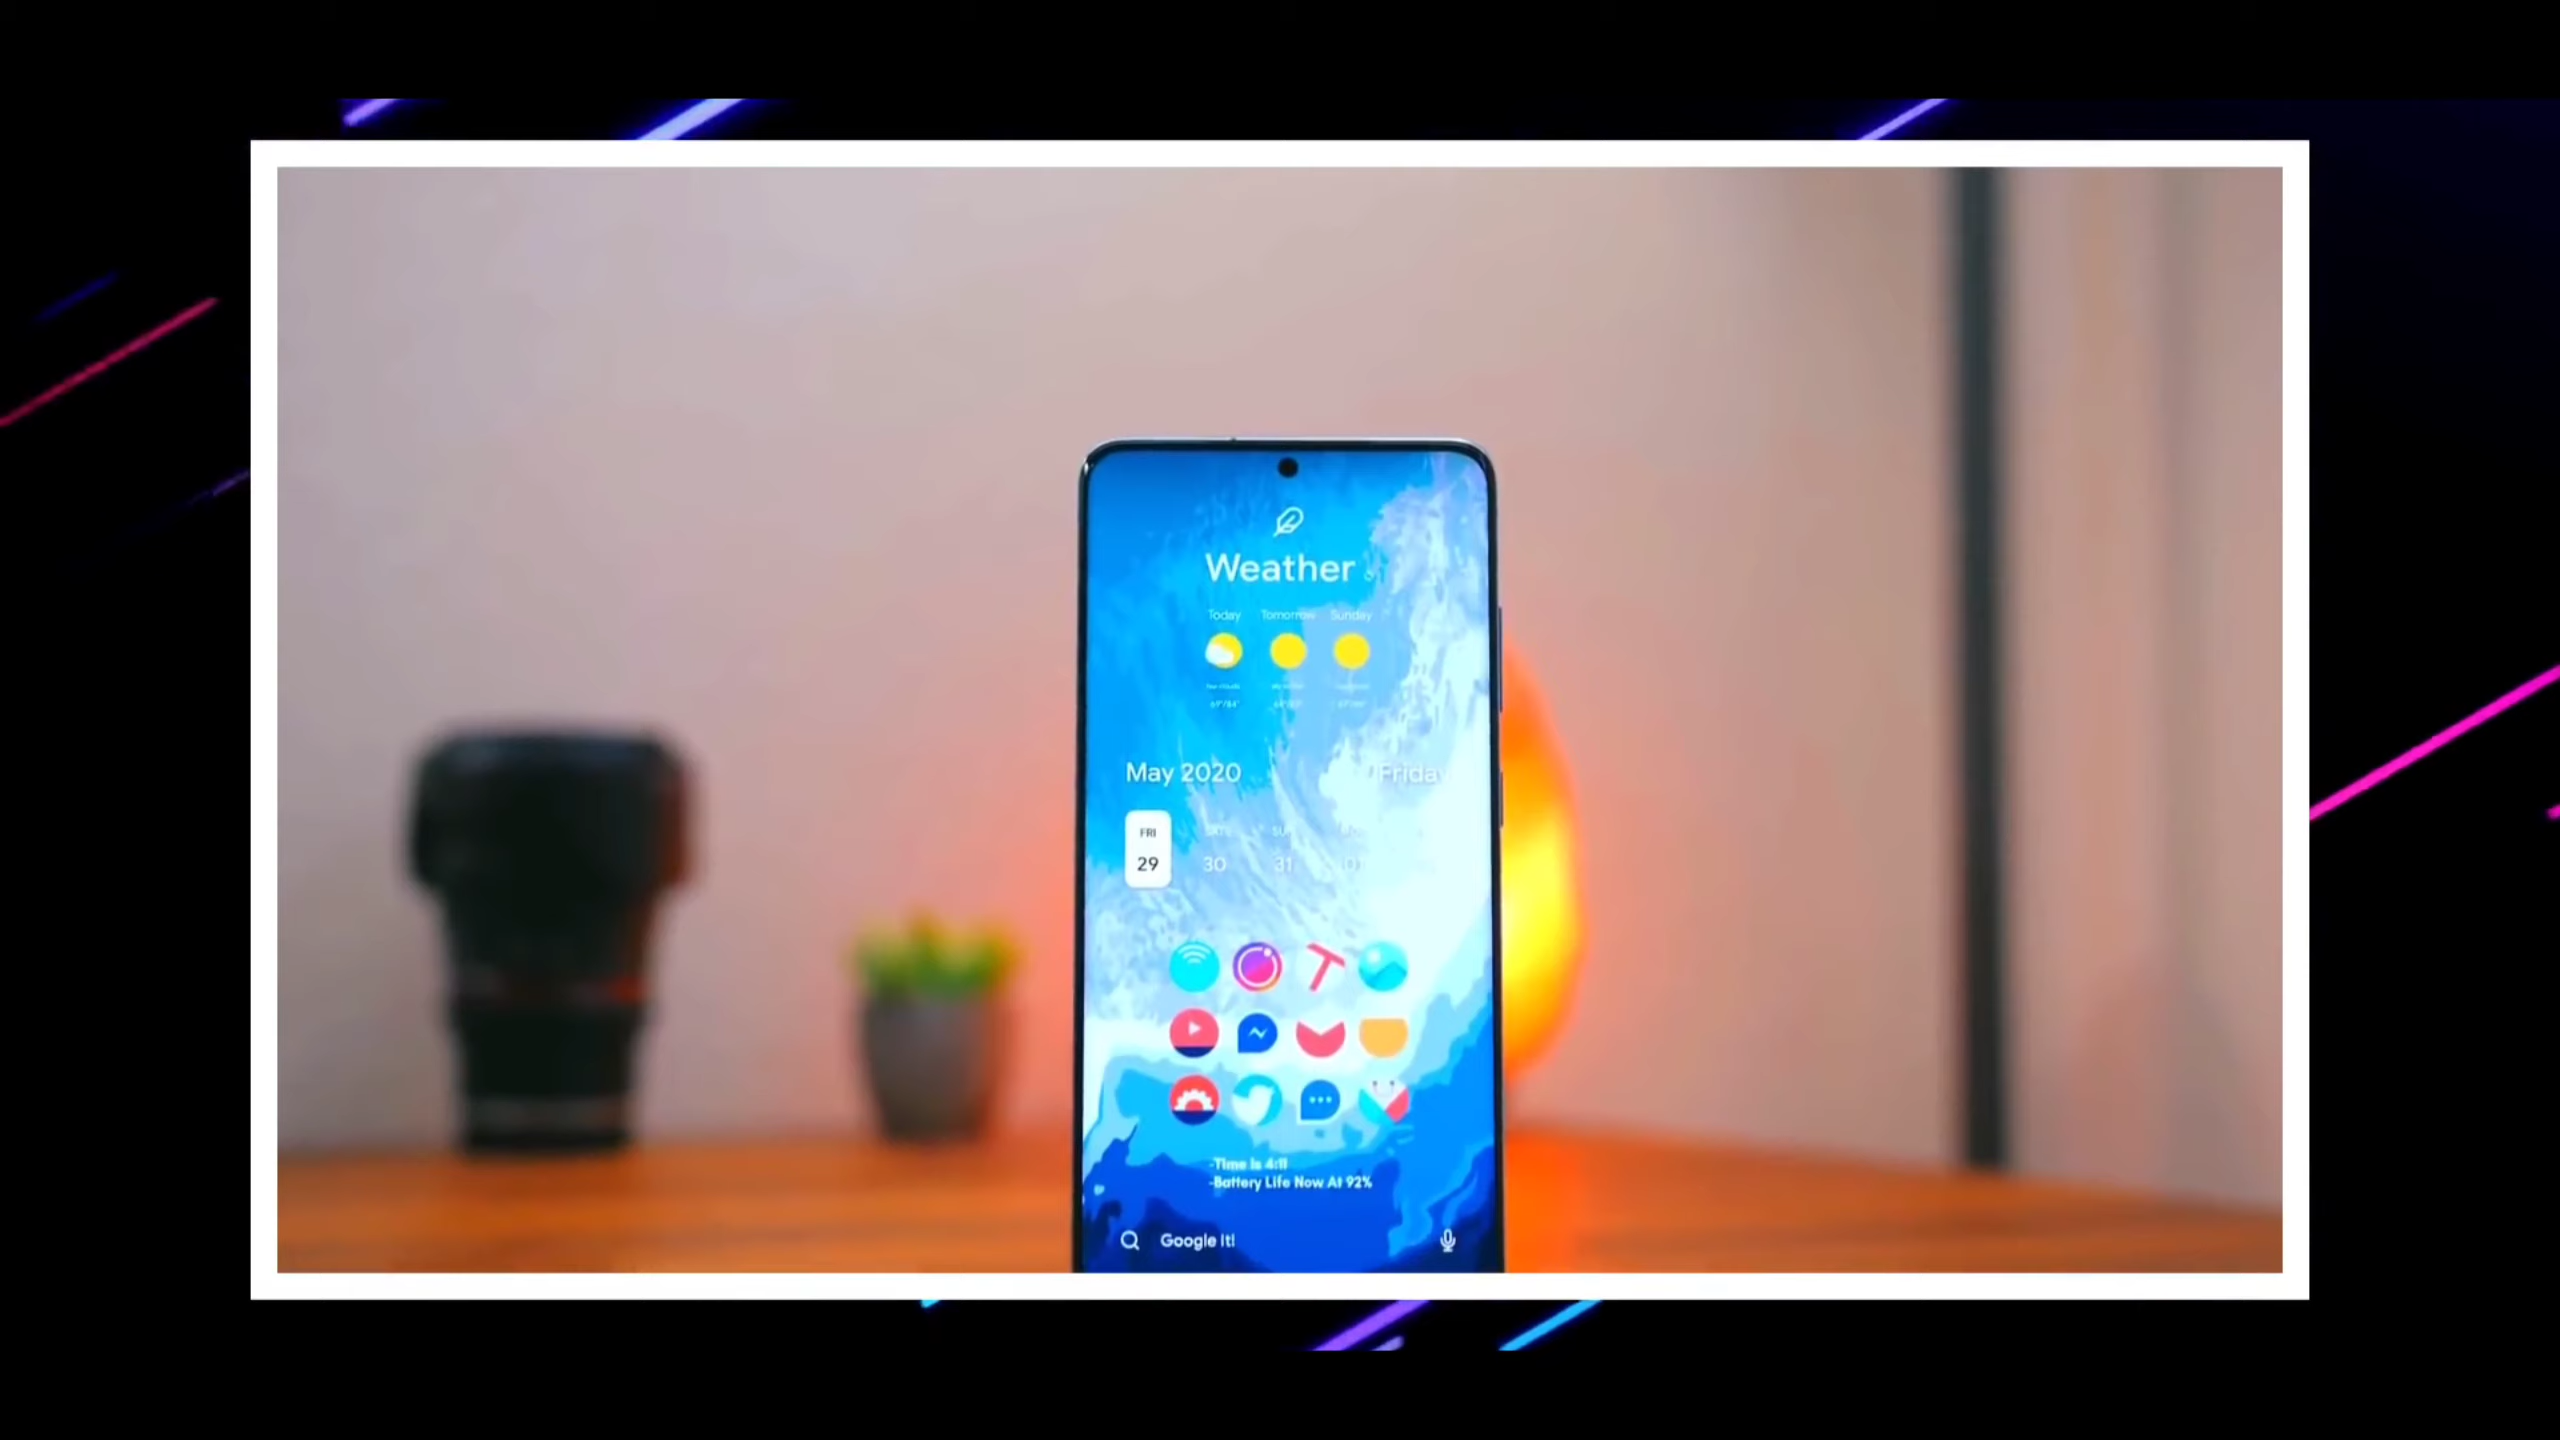 Weather
Today Tomorrow Sunday
May 2020 Friday
FRI
29 30 31 01
-Time Is 4:11
-Battery Life Now At 92%
Google It!